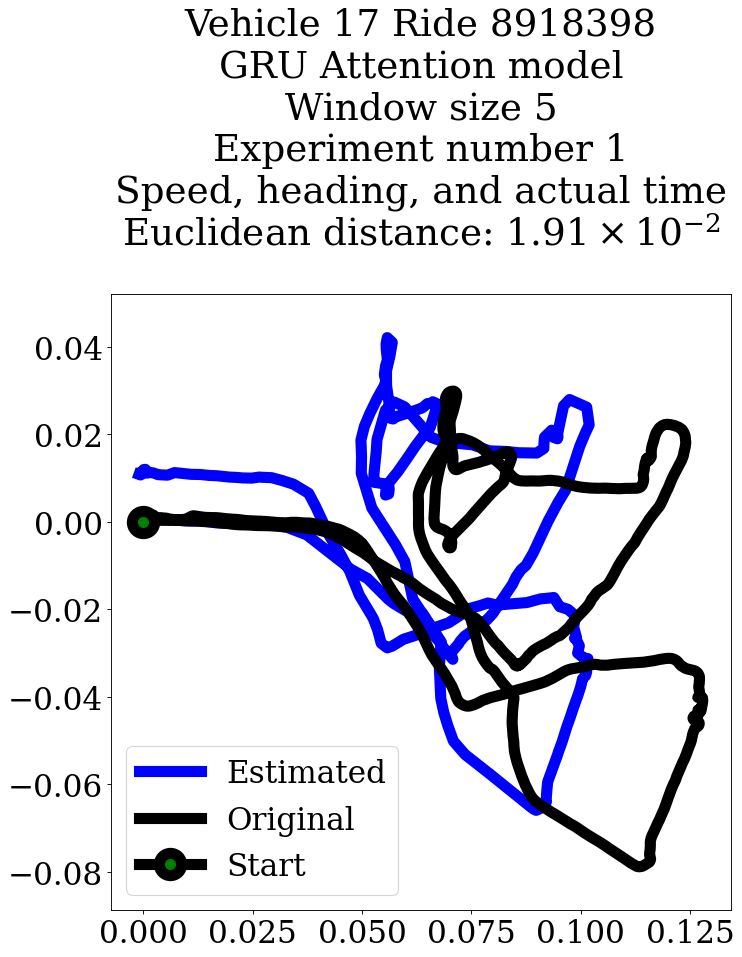 Vehicle 17 Ride 8918398
GRU Attention model
Window size 5
Experiment number 1
Speed, heading, and actual time
Euclidean distance: 1.91 × 10⁻²
0.04
0.02
0.00
−0.02
−0.04
−0.06
−0.08
Estimated
Original
Start
0.000 0.025 0.050 0.075 0.100 0.125